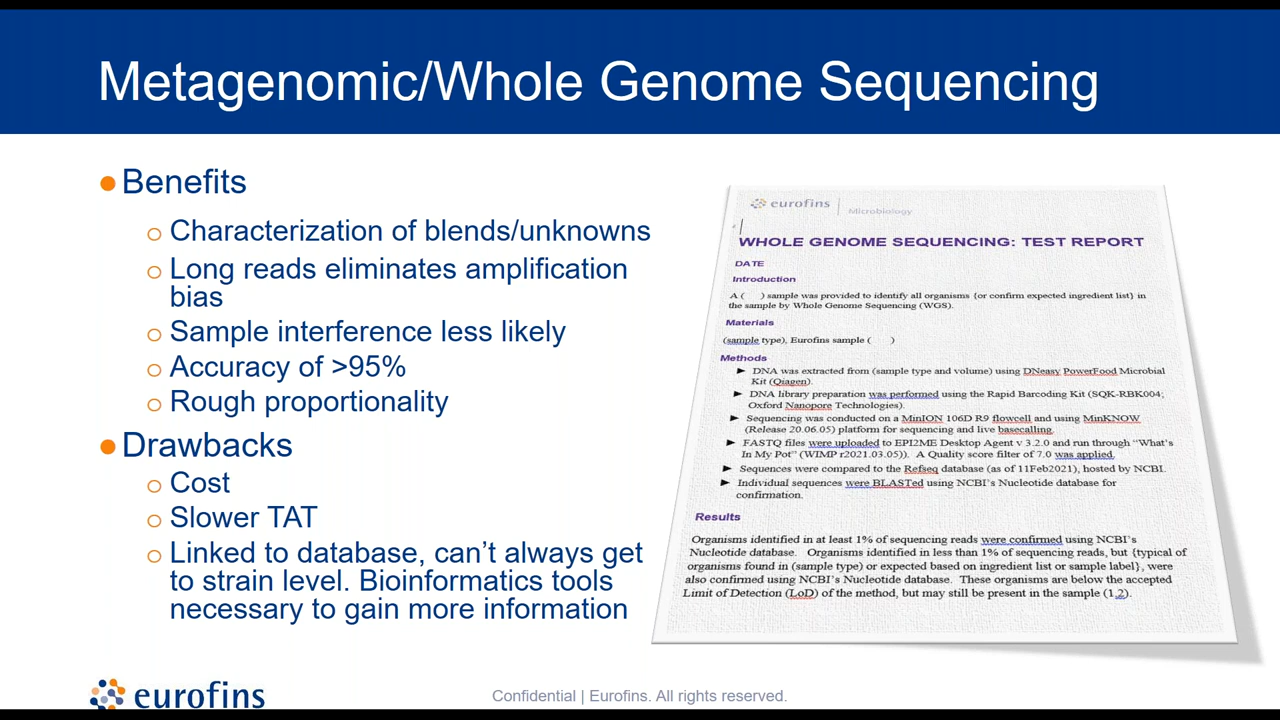 Metagenomic/Whole Genome Sequencing
Benefits
Characterization of blends/unknowns
Long reads eliminates amplification
bias
Sample interference less likely
Accuracy of >95%
Rough proportionality
Drawbacks
Cost
Slower TAT
Linked to database, can't always get
to strain level. Bioinformatics tools
necessary to gain more information
eurofins
Microbiology
WHOLE GENOME SEQUENCING: TEST REPORT
DATE
Introduction
A ( ) sample was provided to identify all organisms {or confirm expected ingredient list} in
the sample by Whole Genome Sequencing (WGS).
Materials
(sample type), Eurofins sample ( )
Methods
DNA was extracted from (sample type and volume) using DNeasy PowerFood Microbial
Kit (Qiagen).
DNA library preparation was performed using the Rapid Barcoding Kit (SQK-RBK004;
Oxford Nanopore Technologies).
Sequencing was conducted on a MinION 106D R9 flowcell and using MinKNOW
(Release 20.06.05) platform for sequencing and live basecalling.
FASTQ files were uploaded to EPI2ME Desktop Agent v 3.2.0 and run through "What's
In My Pot" (WIMP r2021.03.05)). A Quality score filter of 7.0 was applied.
Sequences were compared to the Refseq database (as of 11Feb2021), hosted by NCBI.
Individual sequences were BLASTed using NCBI's Nucleotide database for
confirmation.
Results
Organisms identified in at least 1% of sequencing reads were confirmed using NCBI's
Nucleotide database. Organisms identified in less than 1% of sequencing reads, but {typical of
organisms found in (sample type) or expected based on ingredient list or sample label}, were
also confirmed using NCBI's Nucleotide database. These organisms are below the accepted
Limit of Detection (LoD) of the method, but may still be present in the sample (1,2).
eurofins
Confidential | Eurofins. All rights reserved.